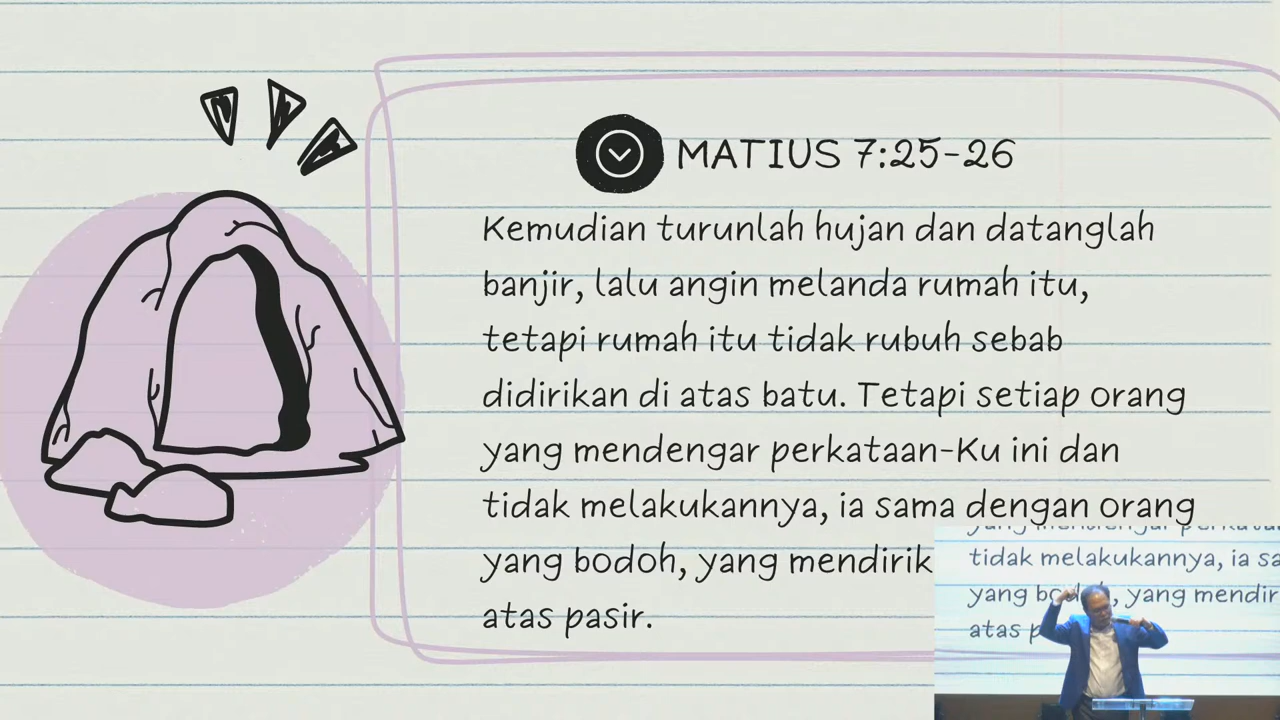 MATIUS 7:25-26
Kemudian turunlah hujan dan datanglah
banjir, lalu angin melanda rumah itu,
tetapi rumah itu tidak rubuh sebab
didirikan di atas batu. Tetapi setiap orang
yang mendengar perkataan-Ku ini dan
tidak melakukannya, ia sama dengan orang
yang bodoh, yang mendirik
atas pasir.
tidak melakukannya, ia sa
yang, yang mendir
atas p